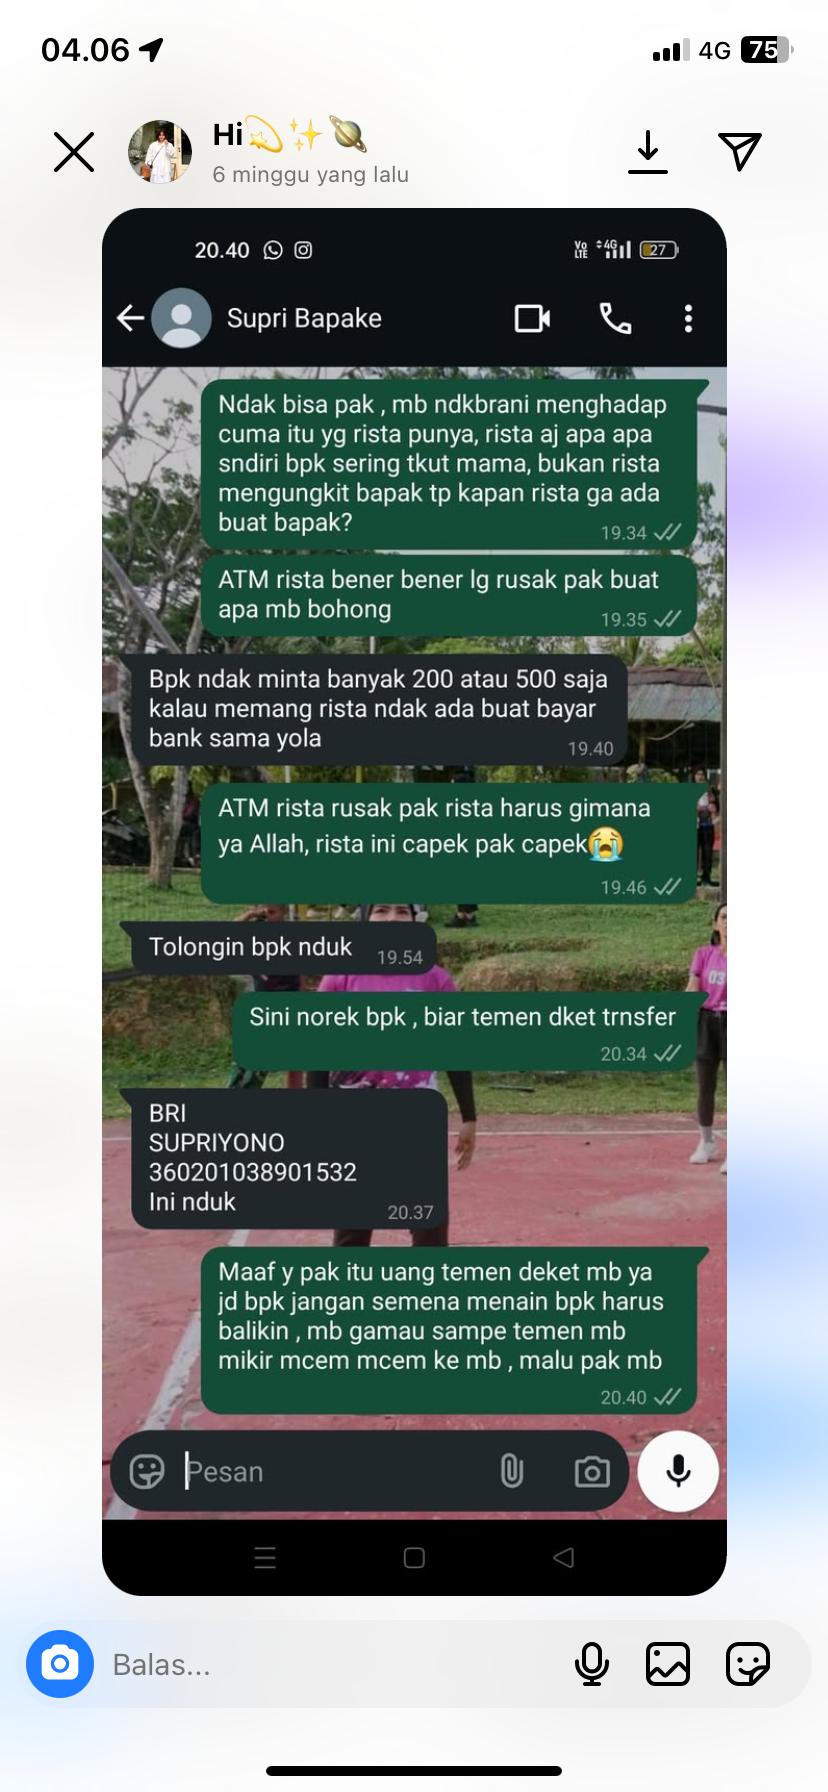 04.06
4G
75
Hi💫✨🪐
6 minggu yang lalu
20.40
Vo LTE
4G
27
Supri Bapake
Ndak bisa pak , mb ndkbrani menghadap
cuma itu yg rista punya, rista aj apa apa
sndiri bpk sering tkut mama, bukan rista
mengungkit bapak tp kapan rista ga ada
buat bapak?
19.34
ATM rista bener bener lg rusak pak buat
apa mb bohong
19.35
Bpk ndak minta banyak 200 atau 500 saja
kalau memang rista ndak ada buat bayar
bank sama yola
19.40
ATM rista rusak pak rista harus gimana
ya Allah, rista ini capek pak capek😭
19.46
Tolongin bpk nduk
19.54
Sini norek bpk , biar temen dket trnsfer
20.34
03
BRI
SUPRIYONO
360201038901532
Ini nduk
20.37
Maaf y pak itu uang temen deket mb ya
jd bpk jangan semena menain bpk harus
balikin , mb gamau sampe temen mb
mikir mcem mcem ke mb , malu pak mb
20.40
Pesan
Balas...